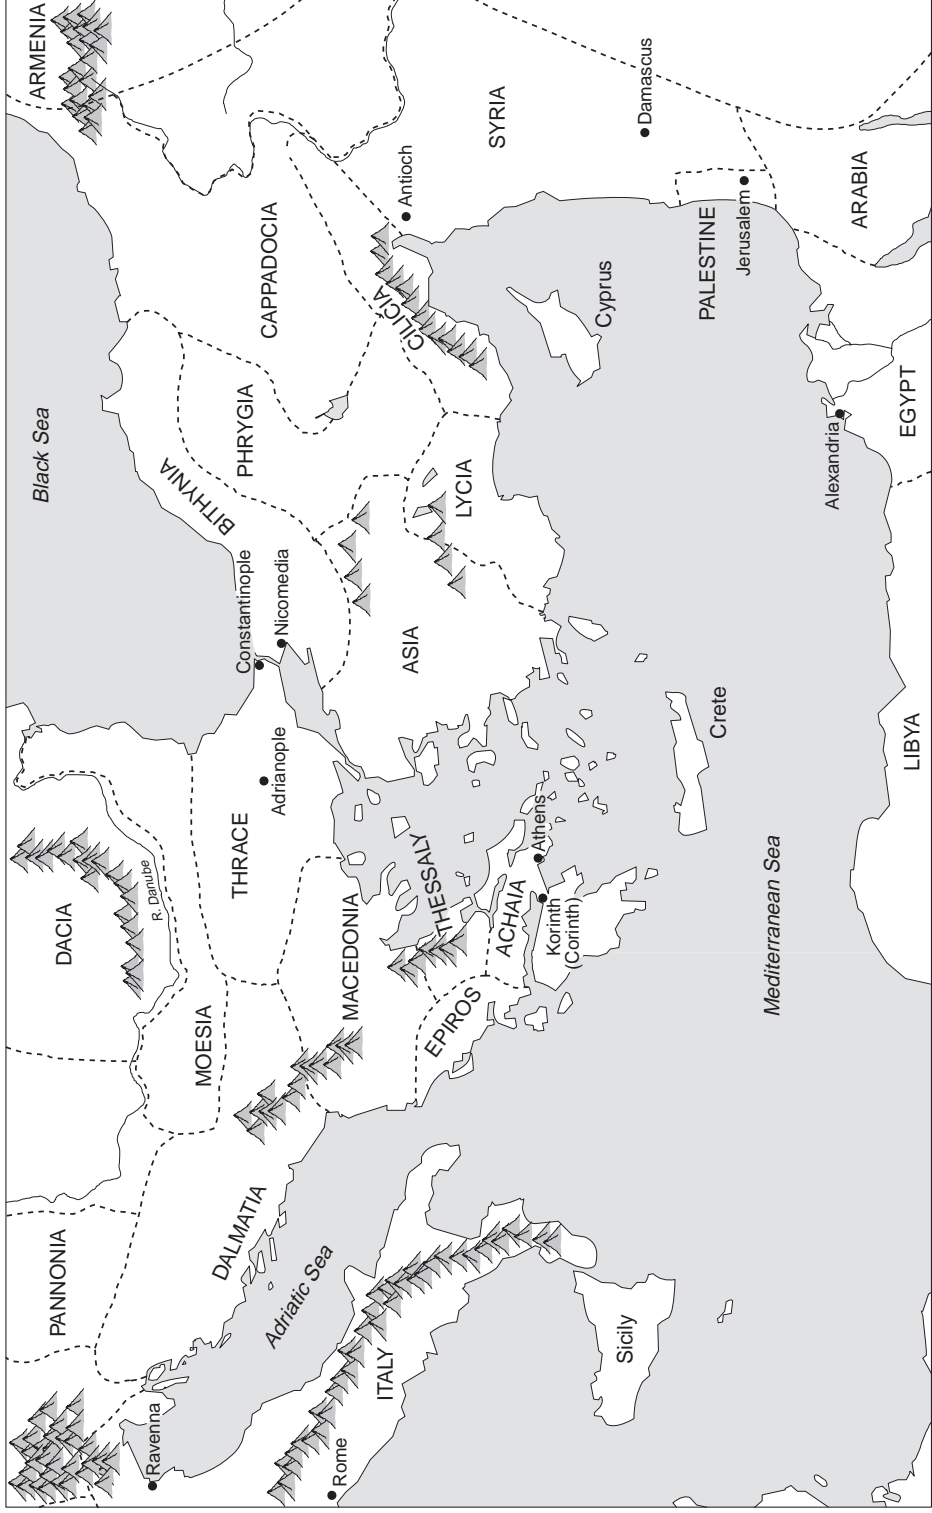 PANNONIA
DACIA
Black Sea
ARMENIA
R. Danube
MOESIA
THRACE
Constantinople
BITHYNIA
PHRYGIA
CAPPADOCIA
Ravenna
DALMATIA
Adrianople
Nicomedia
Adriatic Sea
MACEDONIA
Rome
ITALY
EPIROS
THESSALY
ASIA
LYCIA
CILICIA
Antioch
SYRIA
ACHAIA
Athens
Korinth
(Corinth)
Sicily
Cyprus
Damascus
Crete
PALESTINE
Jerusalem
Mediterranean Sea
Alexandria
ARABIA
LIBYA
EGYPT